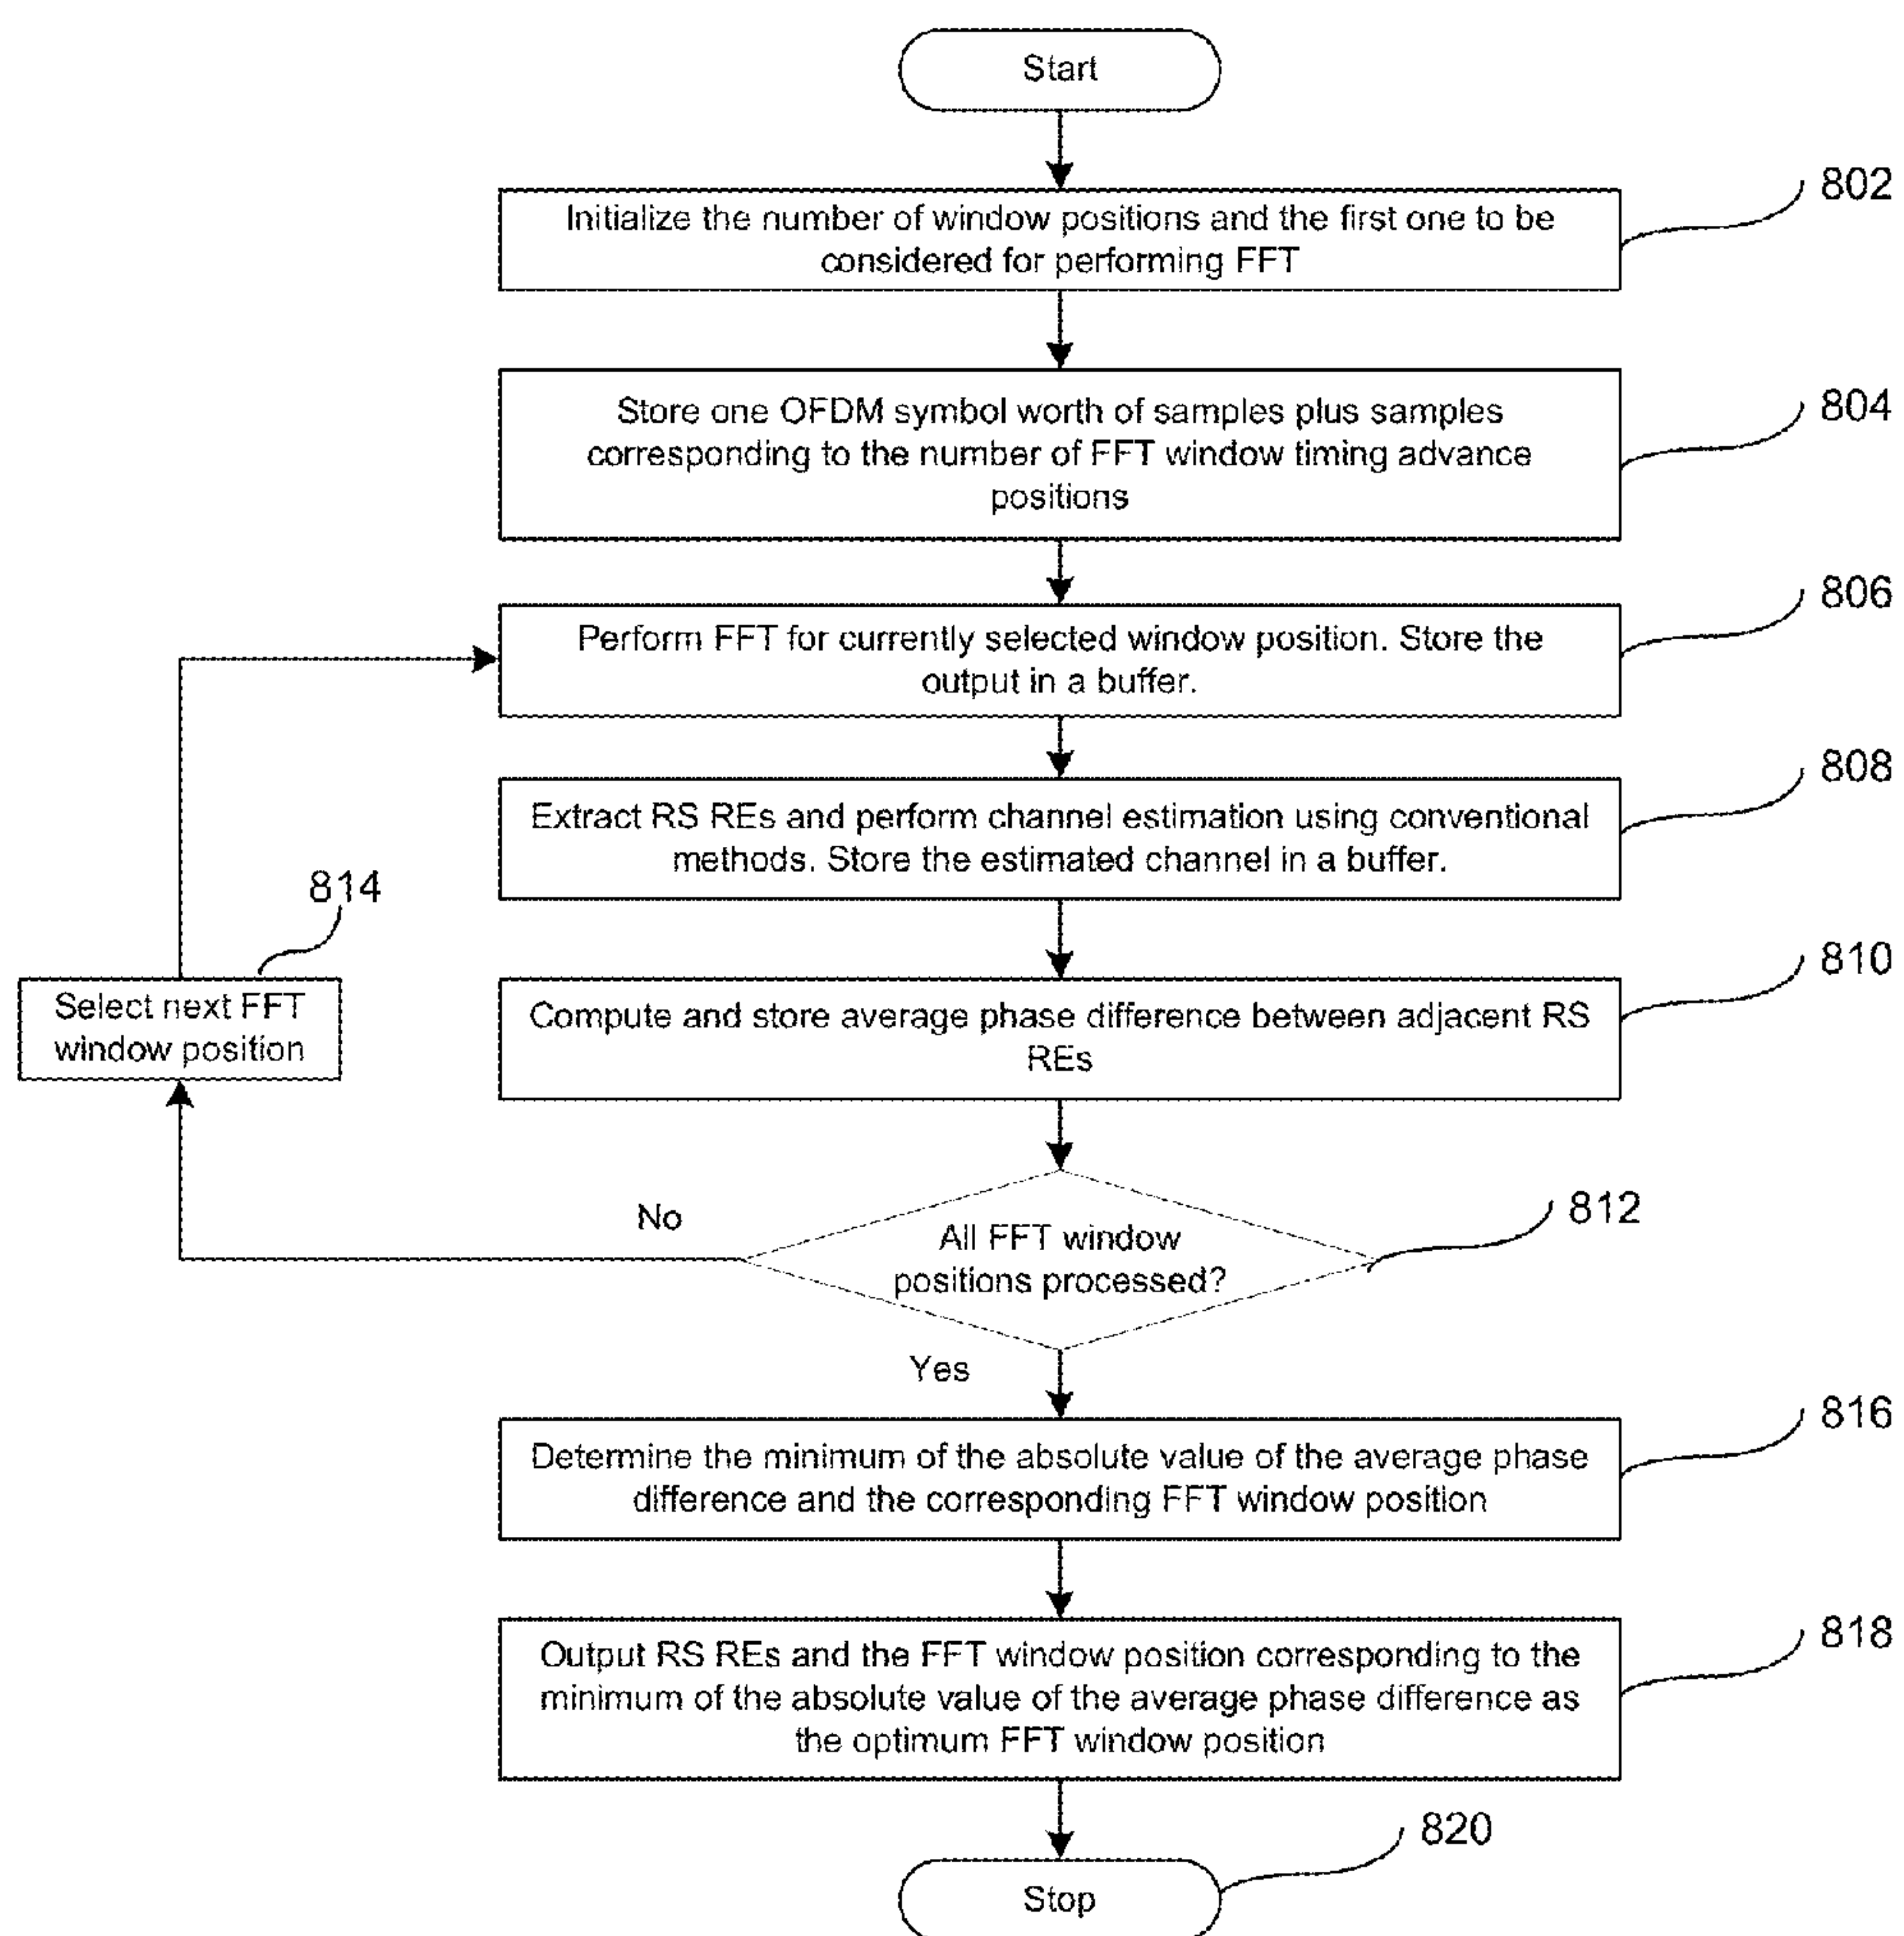 Start
802
Initialize the number of window positions and the first one to be
considered for performing FFT
804
Store one OFDM symbol worth of samples plus samples
corresponding to the number of FFT window timing advance
positions
806
Perform FFT for currently selected window position. Store the
output in a buffer.
808
Extract RS REs and perform channel estimation using conventional
methods. Store the estimated channel in a buffer.
814
Select next FFT
window position
810
Compute and store average phase difference between adjacent RS
REs
812
No
All FFT window
positions processed?
Yes
816
Determine the minimum of the absolute value of the average phase
difference and the corresponding FFT window position
818
Output RS REs and the FFT window position corresponding to the
minimum of the absolute value of the average phase difference as
the optimum FFT window position
820
Stop